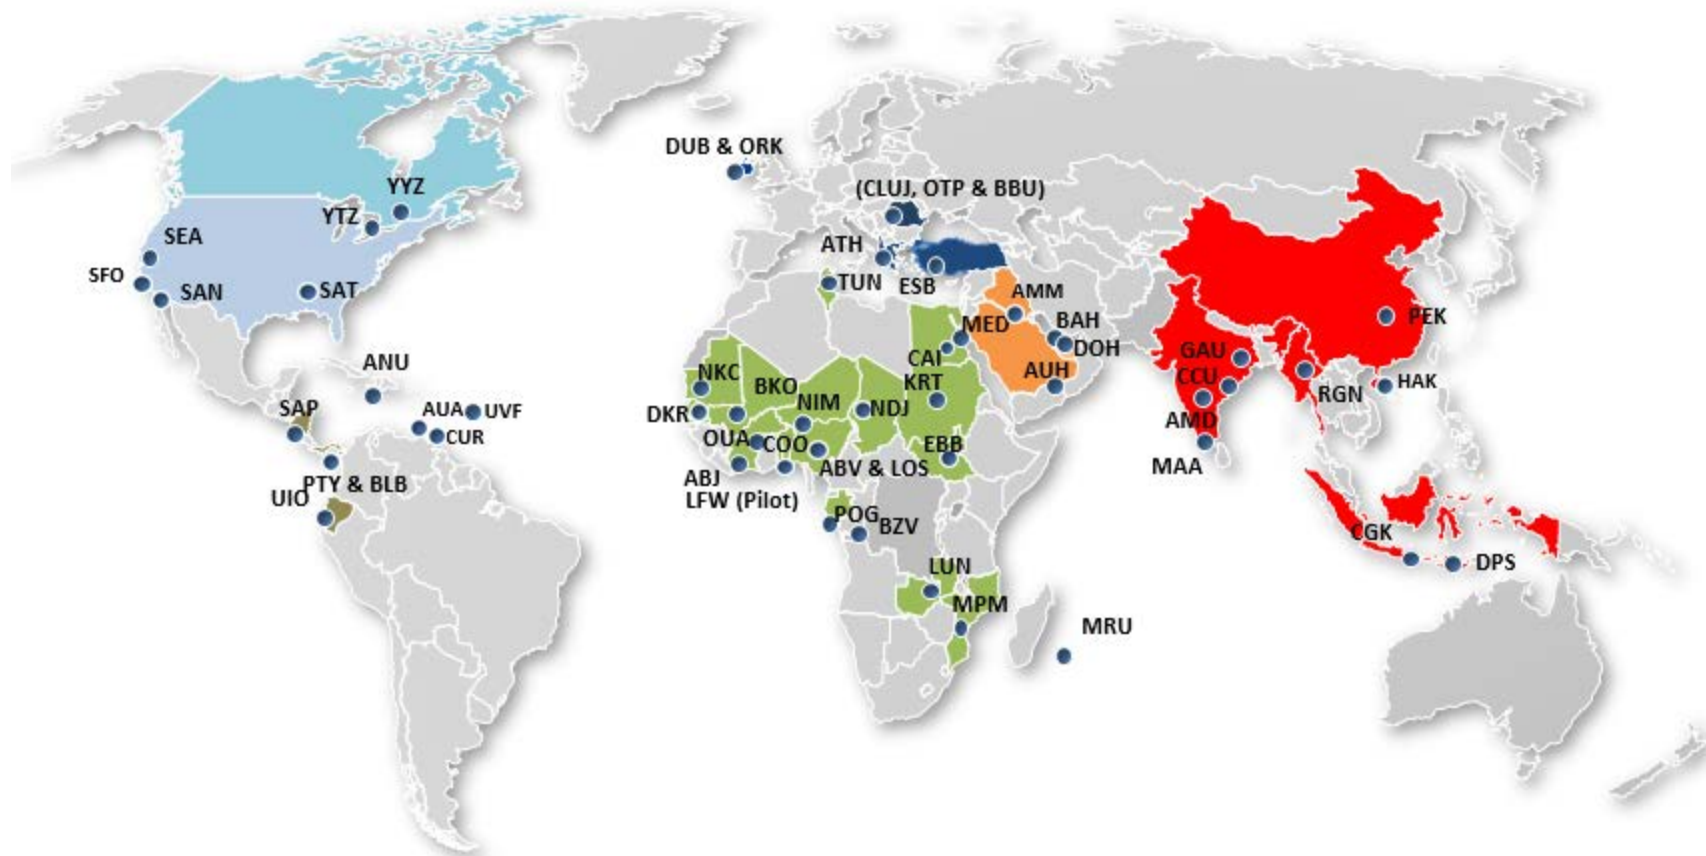 DUB & ORK
YYZ
(CLUJ, OTP & BBU)
YTZ
SEA
ATH
SFO
SAN
SAT
TUN
ESB
AMM
MED
BAH
PEK
DOH
CAI
GAU
ANU
NKC
BKO
KRT
AUH
CCU
HAK
RGN
SAP
AUA
UVF
DKR
NIM
NDJ
AMD
CUR
OUA
COO
EBB
MAA
ABV & LOS
ABJ
PTY & BLB
UIO
LFW (Pilot)
POG
BZV
CGK
DPS
LUN
MPM
MRU